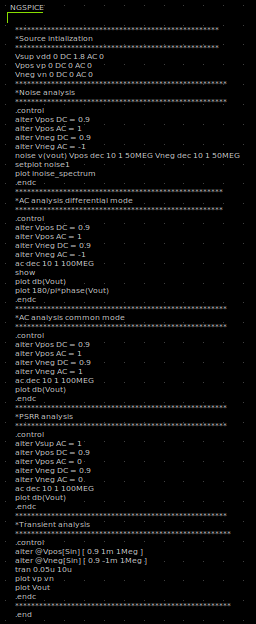 NGSPICE
****************************************************
*Source intialization
****************************************************
Vsup vdd 0 DC 1.8 AC 0
Vpos vp 0 DC 0 AC 0
Vneg vn 0 DC 0 AC 0
******************************************************
*Noise analysis
******************************************************
.control
alter Vpos DC = 0.9
alter Vpos AC = 1
alter Vneg DC = 0.9
alter Vneg AC = -1
noise v(vout) Vpos dec 10 1 50MEG Vneg dec 10 1 50MEG
setplot noise1
plot inoise_spectrum
.endc
*****************************************************
*AC analysis differential mode
*****************************************************
.control
alter Vpos DC = 0.9
alter Vpos AC = 1
alter Vneg DC = 0.9
alter Vneg AC = -1
ac dec 10 1 100MEG
show
plot db(Vout)
plot 180/pi*phase(Vout)
.endc
******************************************************
*AC analysis common mode
******************************************************
.control
alter Vpos DC = 0.9
alter Vpos AC = 1
alter Vneg DC = 0.9
alter Vneg AC = 1
ac dec 10 1 100MEG
plot db(Vout)
.endc
******************************************************
*PSRR analysis
******************************************************
.control
alter Vsup AC = 1
alter Vpos DC = 0.9
alter Vpos AC = 0
alter Vneg DC = 0.9
alter Vneg AC = 0
ac dec 10 1 100MEG
plot db(Vout)
.endc
******************************************************
*Transient analysis
*******************************************************
.control
alter @Vpos[Sin] [ 0.9 1m 1Meg ]
alter @Vneg[Sin] [ 0.9 -1m 1Meg ]
tran 0.05u 10u
plot vp vn
plot Vout
.endc
*******************************************************
.end